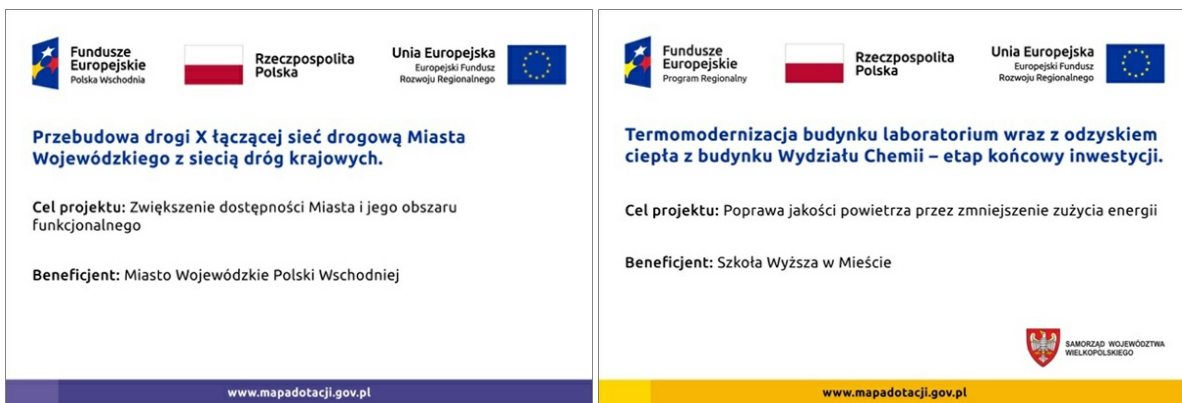 Fundusze
Europejskie
Polska Wschodnia
Rzeczpospolita
Polska
Unia Europejska
Europejski Fundusz
Rozwoju Regionalnego
Przebudowa drogi X łączącej sieć drogową Miasta
Wojewódzkiego z siecią dróg krajowych.
Cel projektu: Zwiększenie dostępności Miasta i jego obszaru
funkcjonalnego
Beneficjent: Miasto Wojewódzkie Polski Wschodniej
www.mapadotacji.gov.pl
Fundusze
Europejskie
Program Regionalny
Rzeczpospolita
Polska
Unia Europejska
Europejski Fundusz
Rozwoju Regionalnego
Termomodernizacja budynku laboratorium wraz z odzyskiem
ciepła z budynku Wydziału Chemii – etap końcowy inwestycji.
Cel projektu: Poprawa jakości powietrza przez zmniejszenie zużycia energii
Beneficjent: Szkoła Wyższa w Mieście
SAMORZĄD WOJEWÓDZTWA
WIELKOPOLSKIEGO
www.mapadotacji.gov.pl